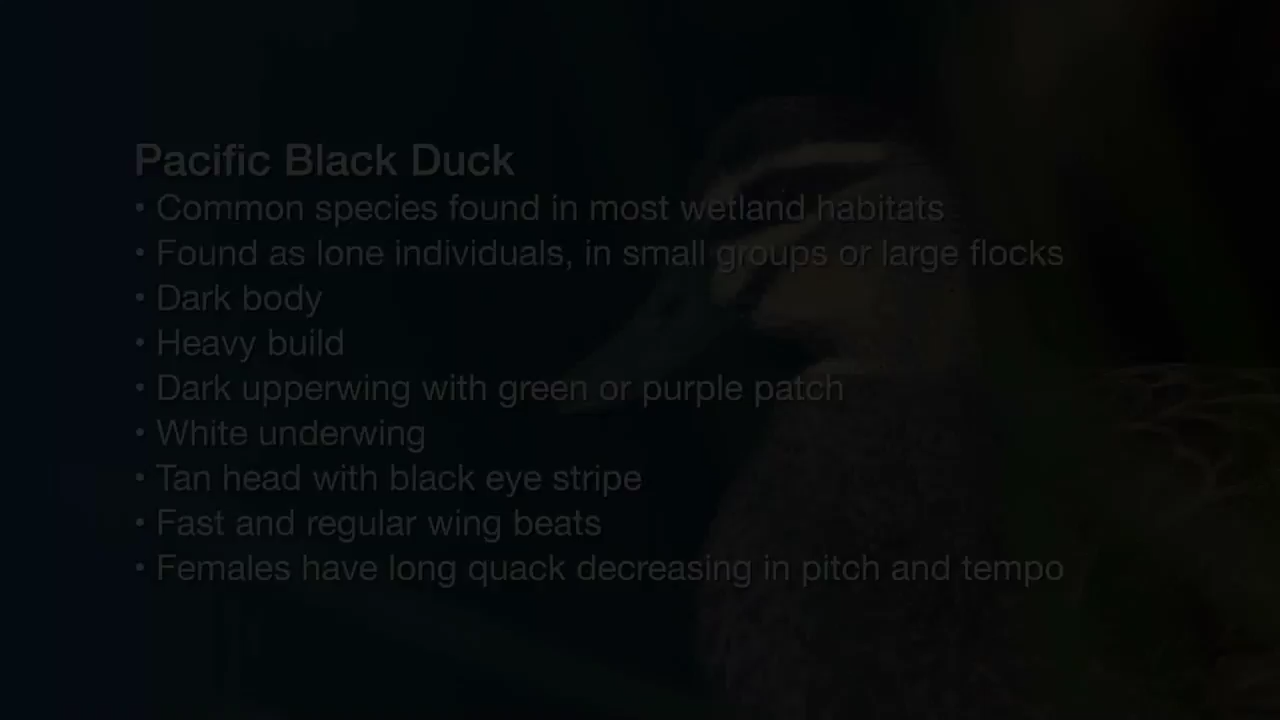 Pacific Black Duck
• Common species found in most wetland habitats
• Found as lone individuals, in small groups or large flocks
• Dark body
• Heavy build
• Dark upperwing with green or purple patch
• White underwing
• Tan head with black eye stripe
• Fast and regular wing beats
• Females have long quack decreasing in pitch and tempo